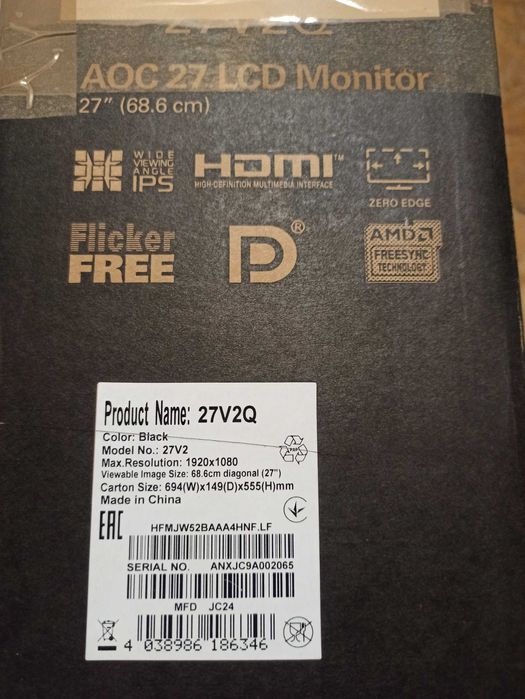 27V2Q
AOC 27 LCD Monitor
27" (68.6 cm)
WIDE
VIEWING
ANGLE
IPS
HDMI™
HIGH-DEFINITION MULTIMEDIA INTERFACE
ZERO EDGE
Flicker
FREE
D®
AMD
FREESYNC
TECHNOLOGY
Product Name: 27V2Q
Color: Black
Model No.: 27V2
Max.Resolution: 1920x1080
Viewable Image Size: 68.6cm diagonal (27")
Carton Size: 694(W)x149(D)x555(H)mm
Made in China
EAC
HFMJW52BAAA4HNF.LF
SERIAL NO. ANXJC9A002065
MFD JC24
4 038986 186346